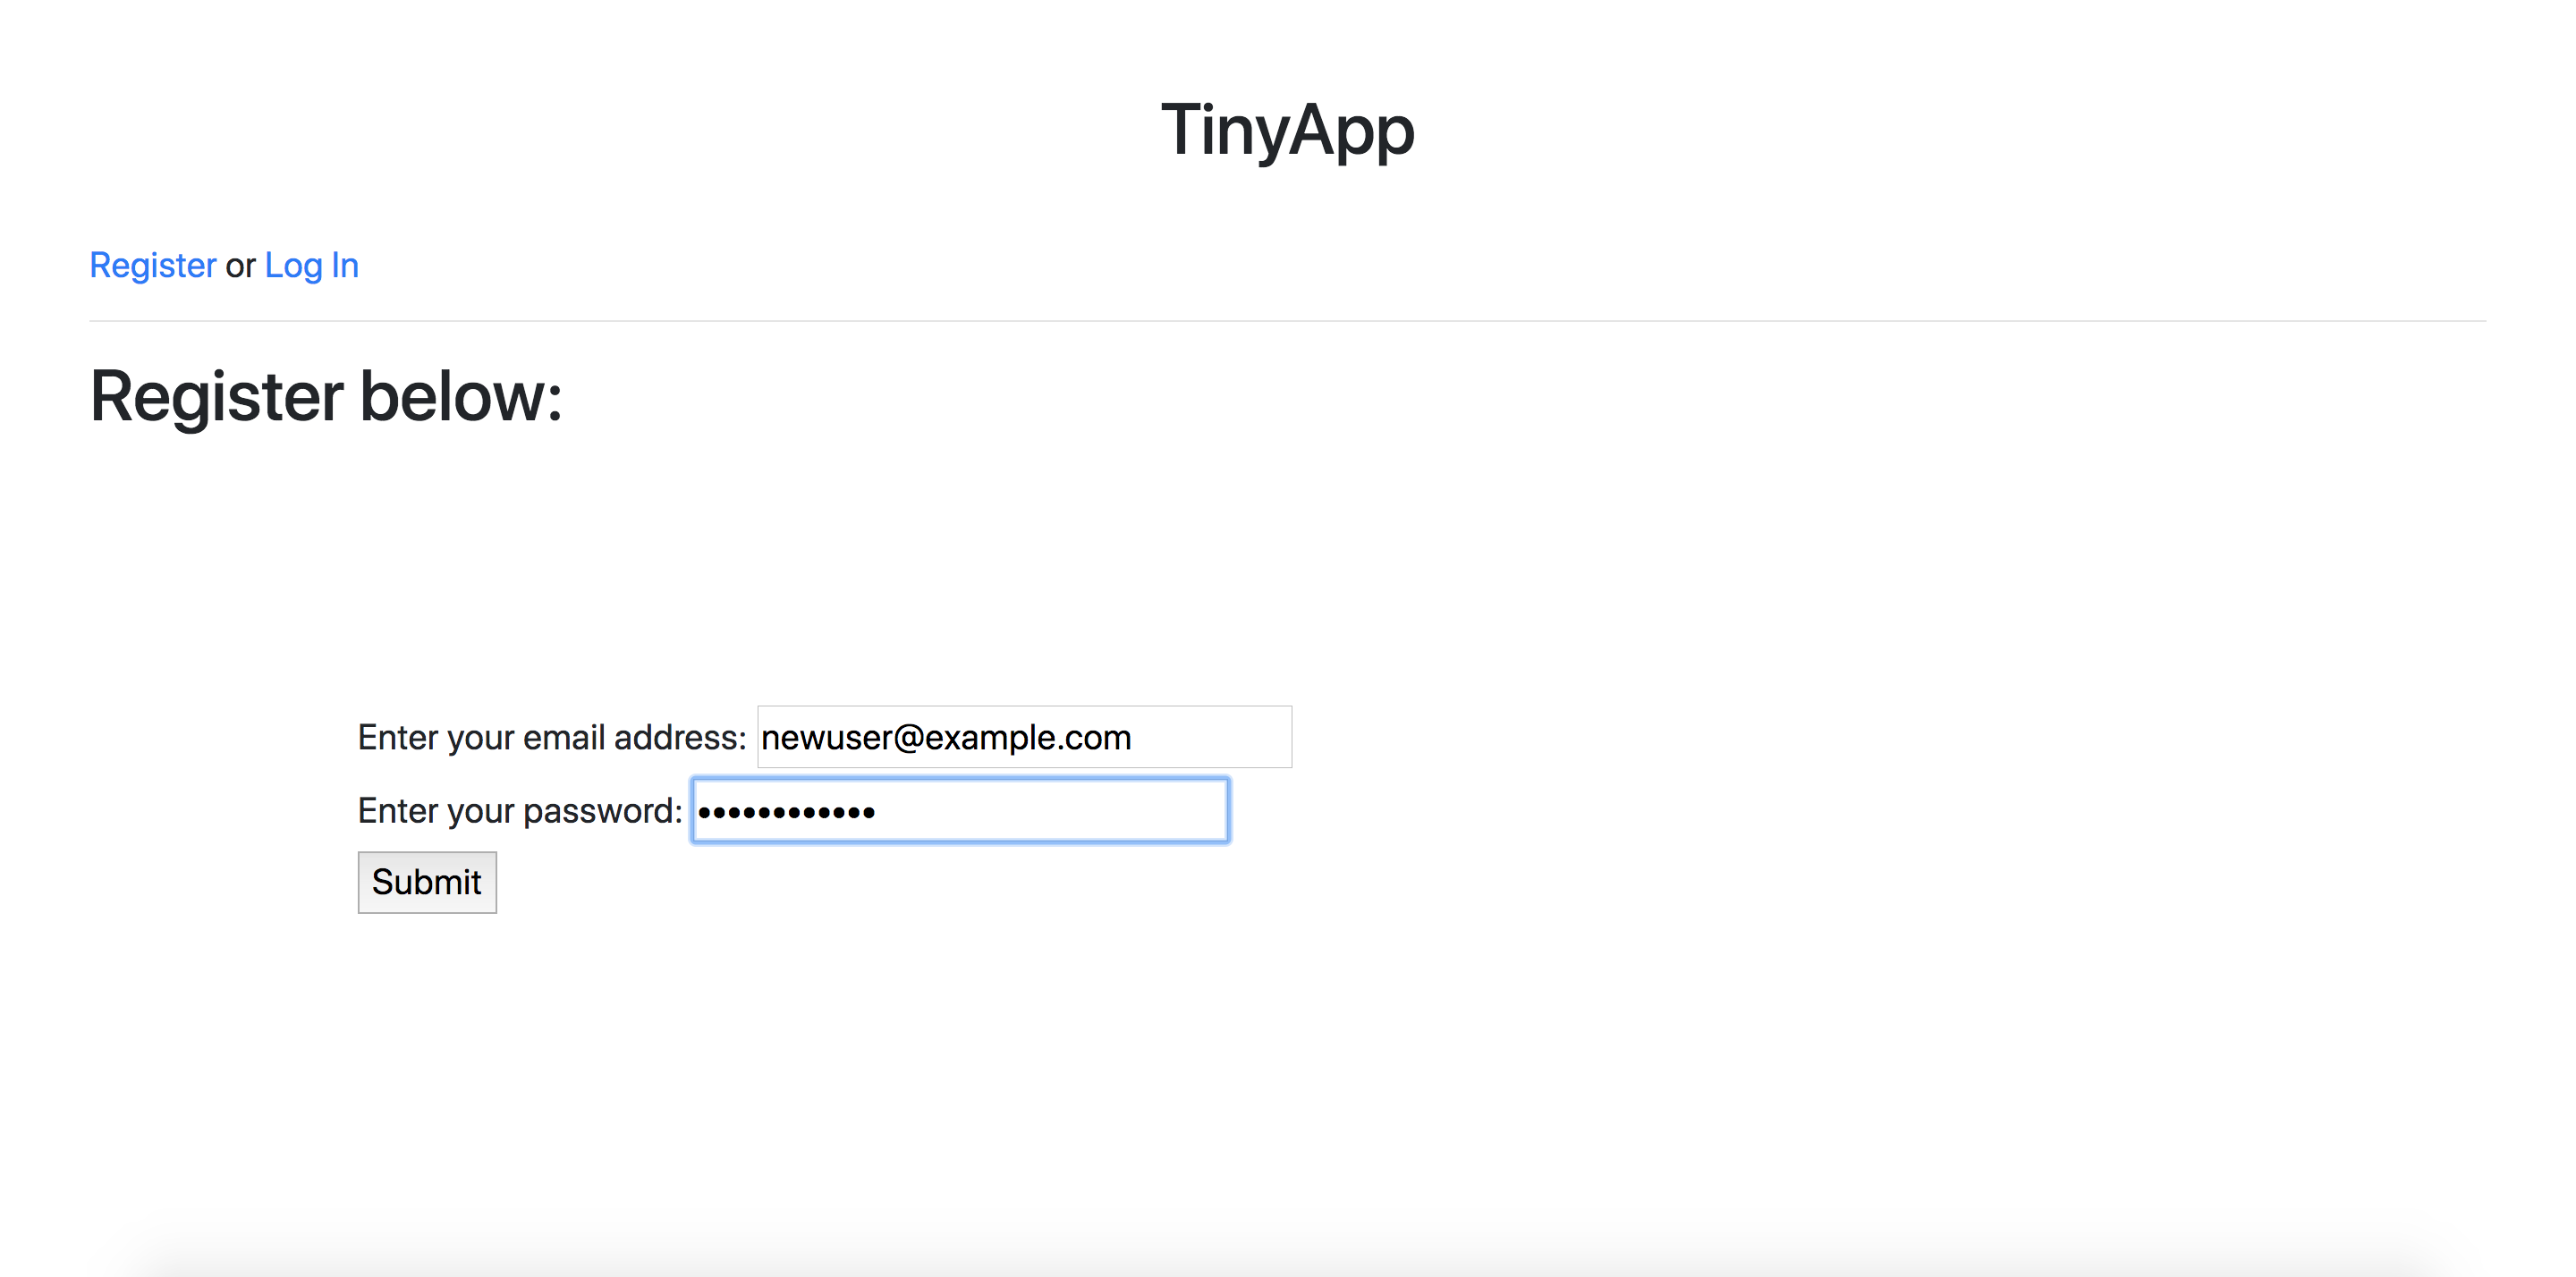 TinyApp
Register or Log In
Register below:
Enter your email address: newuser@example.com
Enter your password: ••••••••••••
Submit